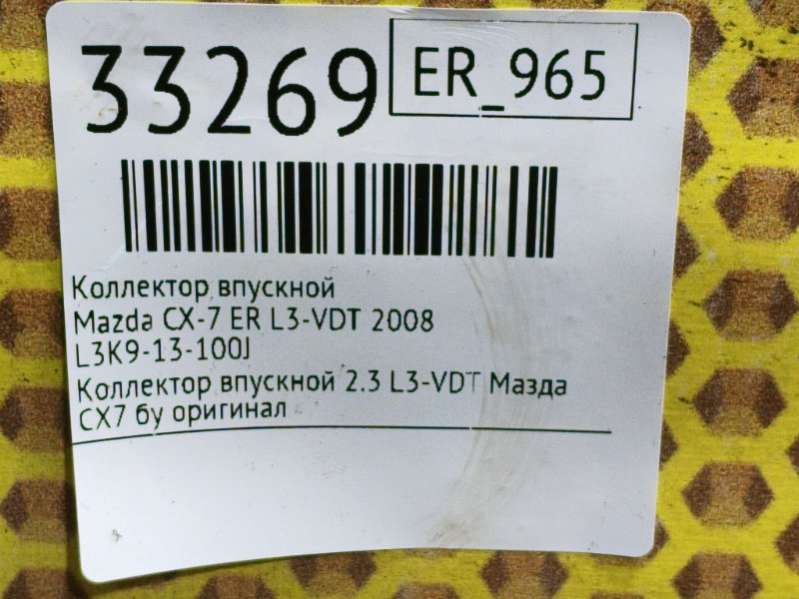 33269
ER_965
Коллектор впускной
Mazda CX-7 ER L3-VDT 2008
L3K9-13-100J
Коллектор впускной 2.3 L3-VDT Мазда
СХ7 бу оригинал